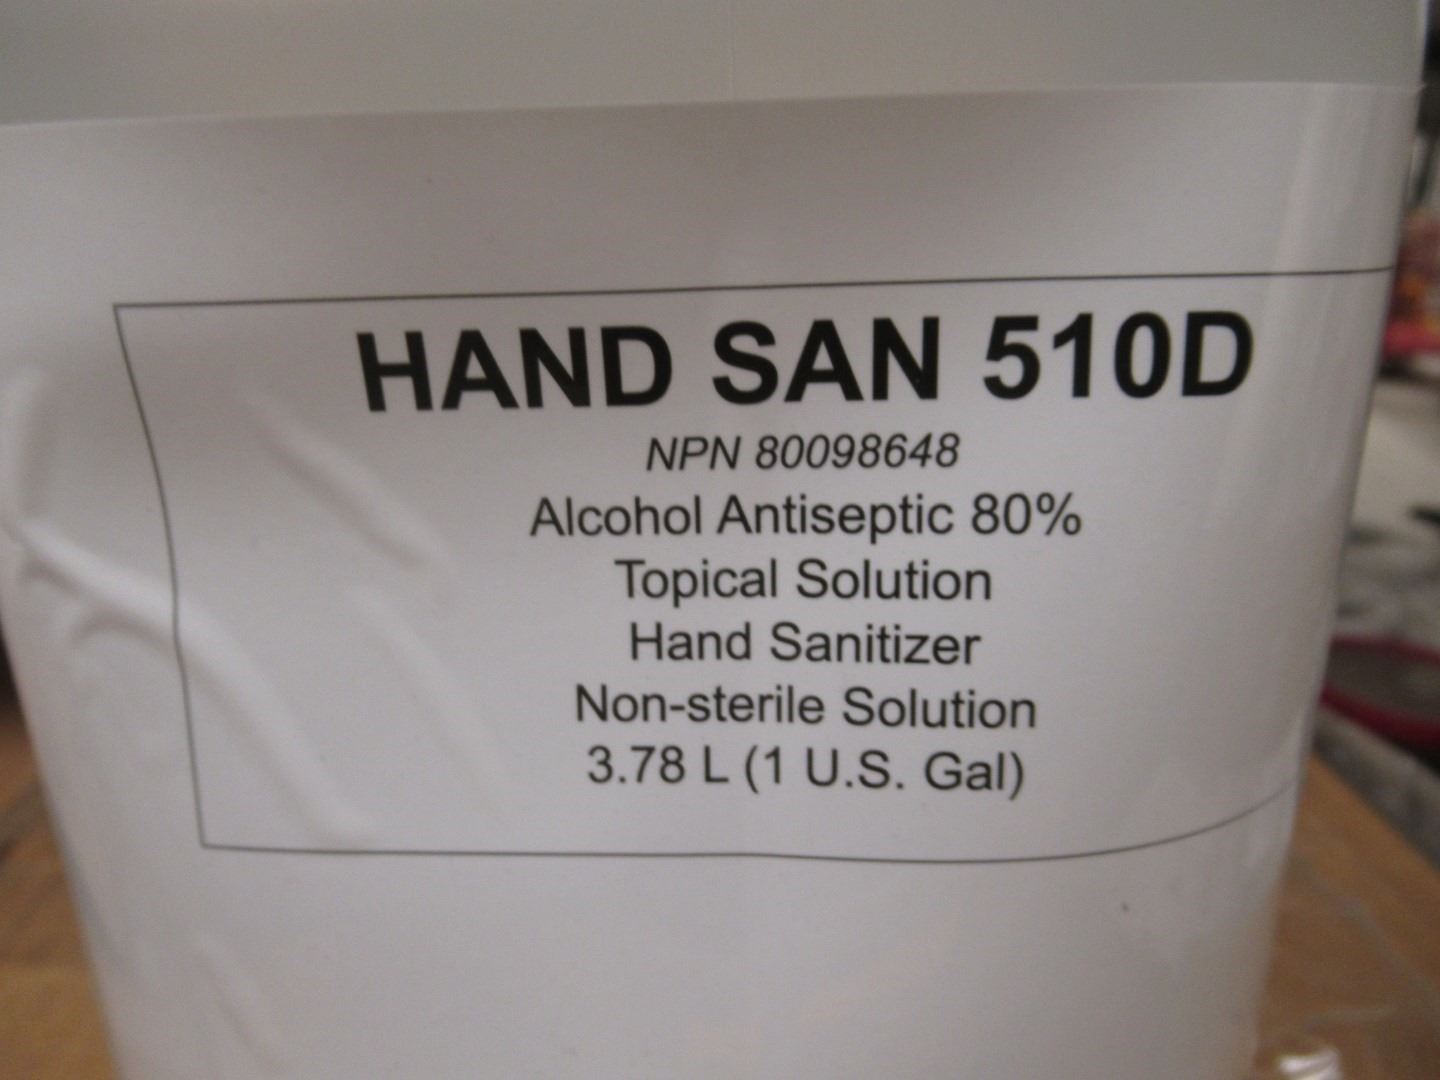 HAND SAN 510D
NPN 80098648
Alcohol Antiseptic 80%
Topical Solution
Hand Sanitizer
Non-sterile Solution
3.78 L (1 U.S. Gal)